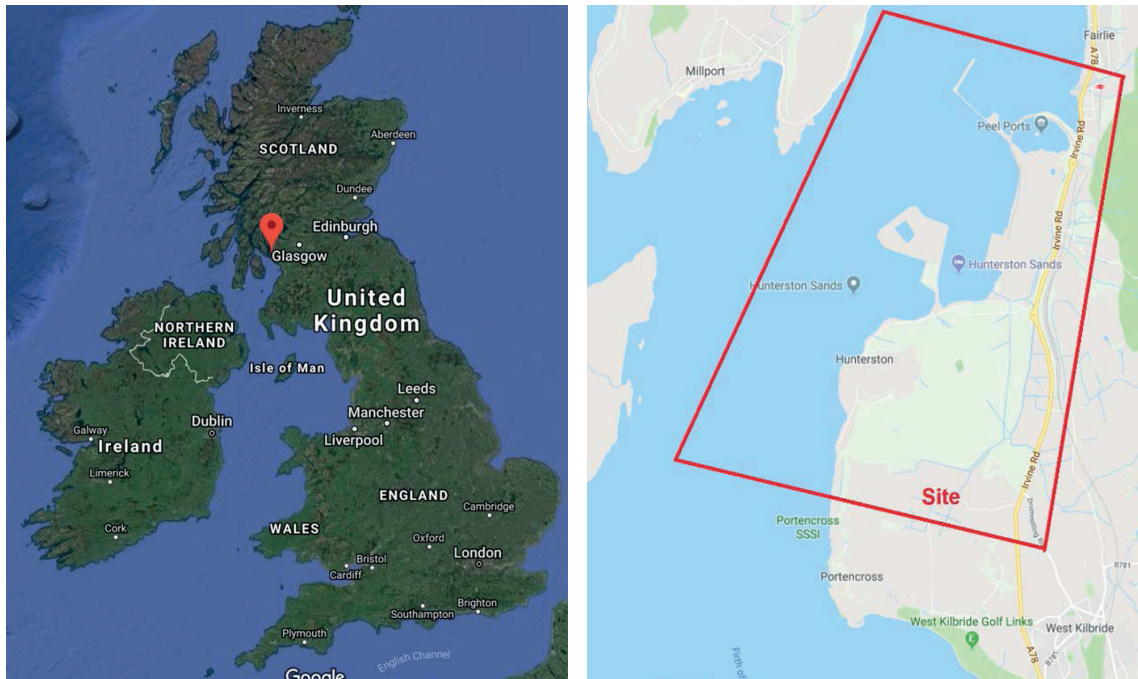 Inverness
Aberdeen
SCOTLAND
Dundee
Edinburgh
Glasgow
United
Kingdom
NORTHERN
IRELAND
Isle of Man
Leeds
Dublin
Manchester
Galway
Liverpool
Ireland
Limerick
ENGLAND
Cambridge
Cork
WALES
Oxford
London
Bristol
Cardiff
Brighton
Southampton
Plymouth
English Channel
Google
Fairlie
A78
Millport
Peel Ports
Irvine Rd
Irvine Rd
Hunterston Sands
Hunterston Sands
Hunterston
Irvine Rd
Site
Portencross
SSSI
B781
Portencross
West Kilbride Golf Links
West Kilbride
A78
B781
Firth of